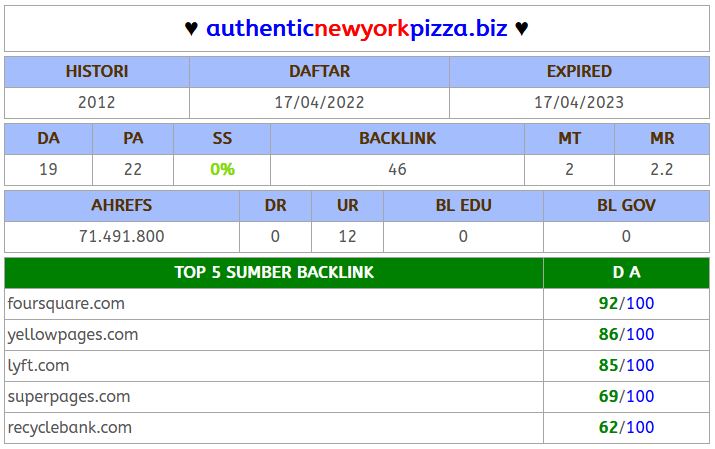 ♥ authenticnewyorkpizza.biz ♥
HISTORI DAFTAR EXPIRED
2012 17/04/2022 17/04/2023
DA PA SS BACKLINK MT MR
19 22 0% 46 2 2.2
AHREFS DR UR BL EDU BL GOV
71.491.800 0 12 0 0
TOP 5 SUMBER BACKLINK D A
foursquare.com 92/100
yellowpages.com 86/100
lyft.com 85/100
superpages.com 69/100
recyclebank.com 62/100